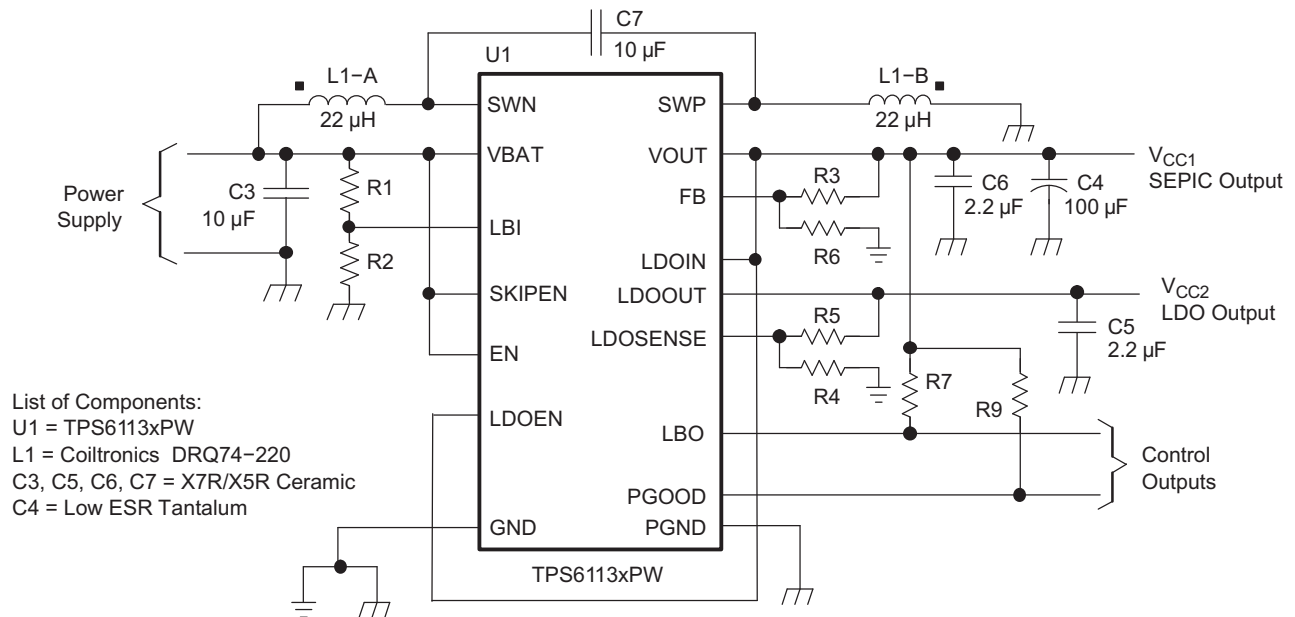 C7
10 µF
U1
L1−A
22 µH
SWN
SWP
L1−B
22 µH
VBAT
VOUT
VCC1
SEPIC Output
Power
Supply
C3
10 µF
R1
FB
R3
C6
2.2 µF
C4
100 µF
LBI
R6
R2
LDOIN
SKIPEN
LDOOUT
VCC2
LDO Output
LDOSENSE
R5
C5
2.2 µF
EN
R4
R7
R9
List of Components:
U1 = TPS6113xPW
L1 = Coiltronics DRQ74−220
C3, C5, C6, C7 = X7R/X5R Ceramic
C4 = Low ESR Tantalum
LDOEN
LBO
Control
Outputs
PGOOD
GND
PGND
TPS6113xPW